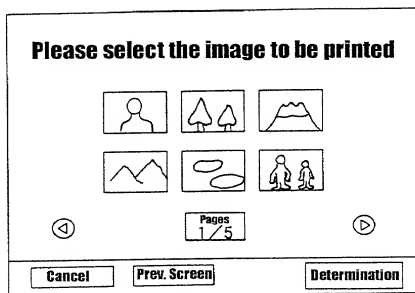 Please select the image to be printed
Pages
1/5
Cancel
Prev. Screen
Determination